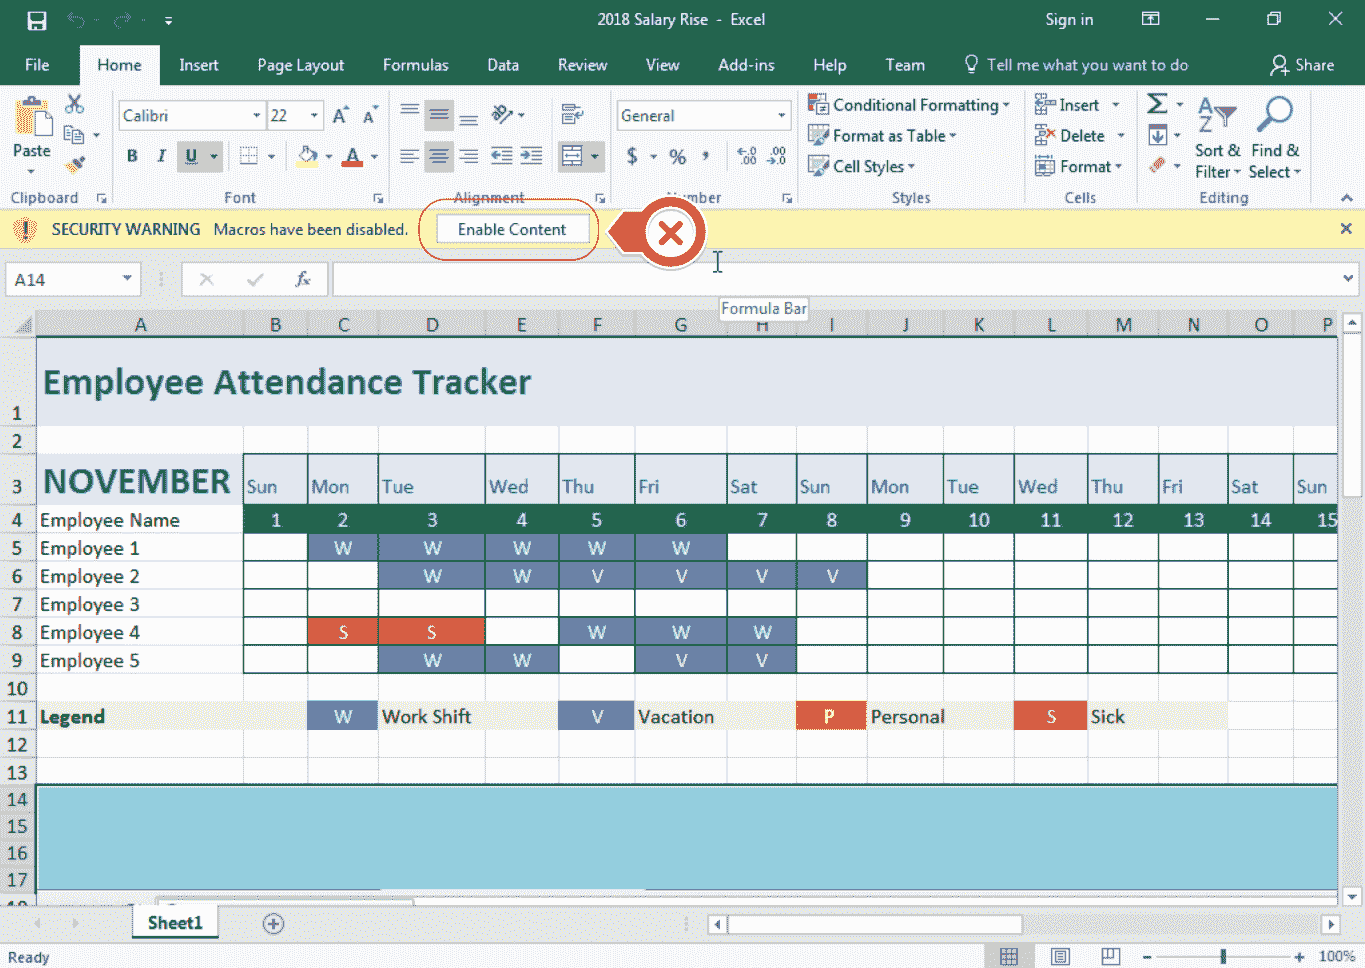 2018 Salary Rise - Excel
Sign in
File Home Insert Page Layout Formulas Data Review View Add-ins Help Team Tell me what you want to do Share
Calibri 22 General
Conditional Formatting Insert
Format as Table Delete
Paste B I U $ % , Cell Styles Format
Sort & Find &
Filter Select
Clipboard Font Alignment Styles Cells Editing
SECURITY WARNING Macros have been disabled. Enable Content
A14 fx
Formula Bar
A B C D E F G H I J K L M N O P
1 Employee Attendance Tracker
2
3 NOVEMBER Sun Mon Tue Wed Thu Fri Sat Sun Mon Tue Wed Thu Fri Sat Sun
4 Employee Name 1 2 3 4 5 6 7 8 9 10 11 12 13 14 15
5 Employee 1 W W W W W
6 Employee 2 W W V V V V
7 Employee 3
8 Employee 4 S S W W W
9 Employee 5 W W V V
10
11 Legend W Work Shift V Vacation P Personal S Sick
12
13
14
15
16
17
Sheet1
Ready 100%